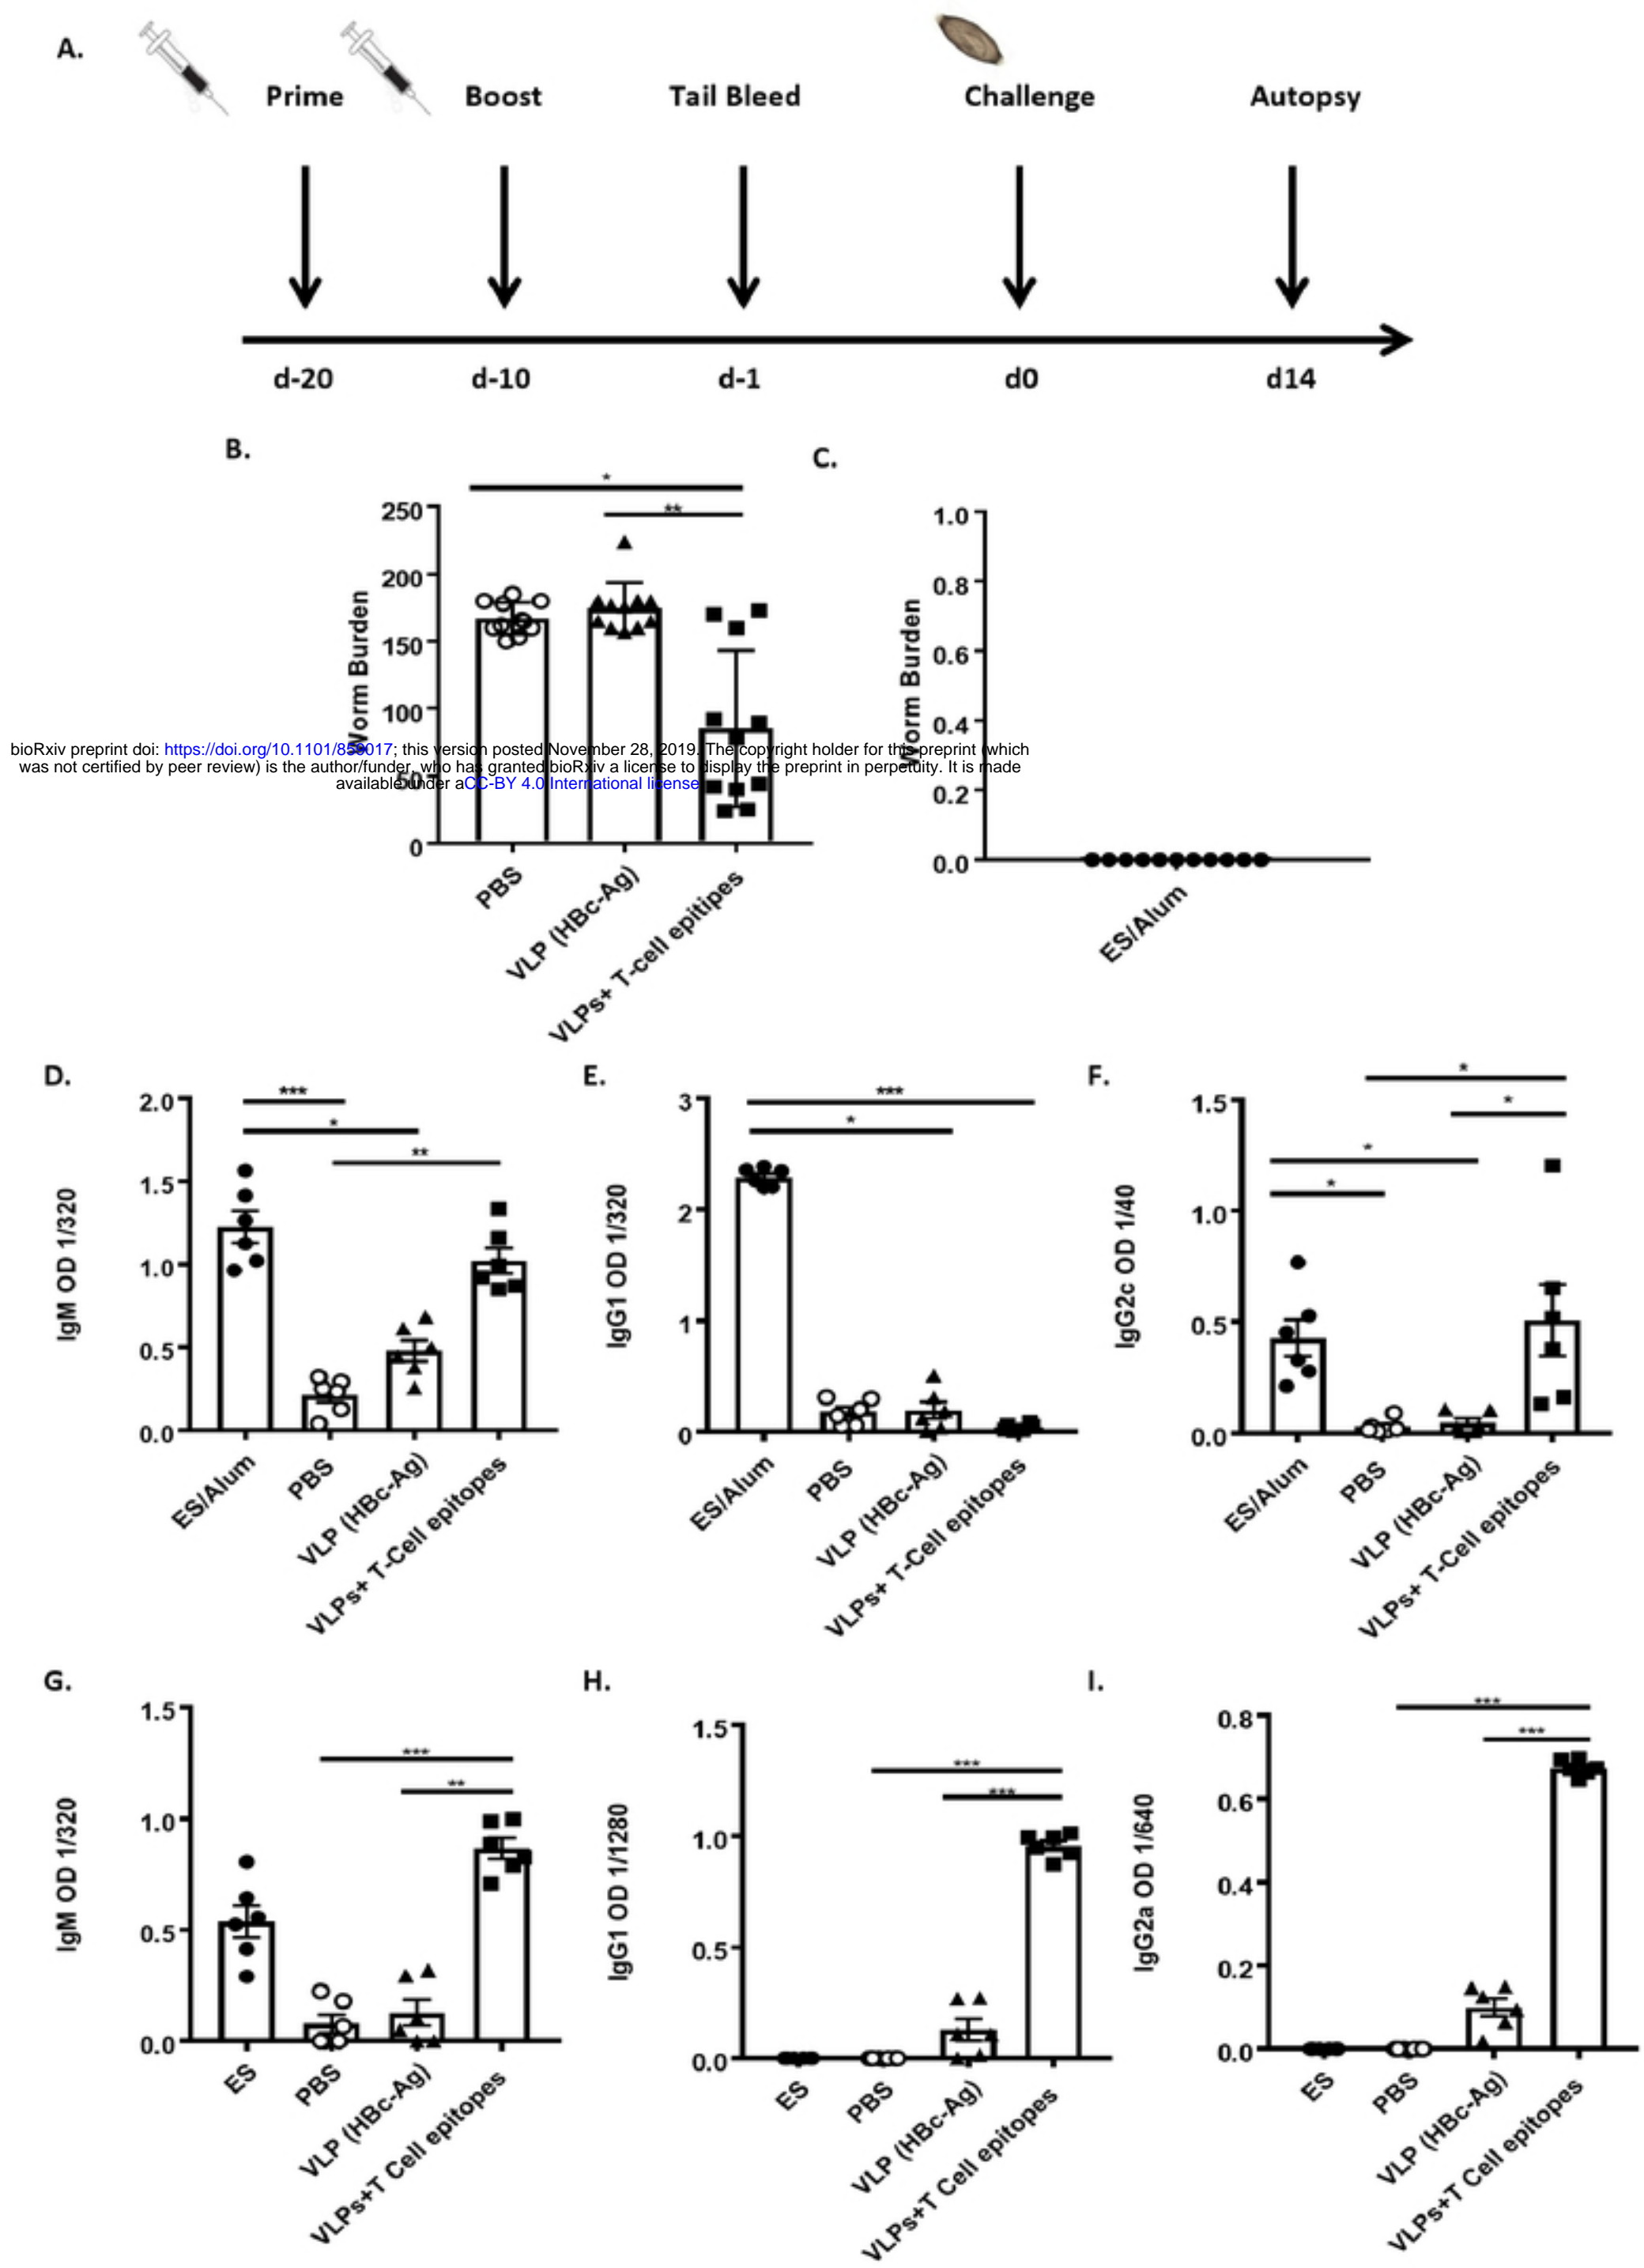 A.
Prime Boost Tail Bleed Challenge Autopsy
d-20 d-10 d-1 d0 d14
B.
*
**
250
200
150
100
50
0
Worm Burden
PBS
VLP (HBc-Ag)
VLPs+ T-cell epitipes
C.
1.0
0.8
0.6
0.4
0.2
0.0
Worm Burden
ES/Alum
bioRxiv preprint doi: https://doi.org/10.1101/859017; this version posted November 28, 2019. The copyright holder for this preprint (which
was not certified by peer review) is the author/funder, who has granted bioRxiv a license to display the preprint in perpetuity. It is made
available under aCC-BY 4.0 International license
D.
***
*
**
2.0
1.5
1.0
0.5
0.0
IgM OD 1/320
ES/Alum
PBS
VLP (HBc-Ag)
VLPs+ T-Cell epitopes
E.
***
*
3
2
1
0
IgG1 OD 1/320
ES/Alum
PBS
VLP (HBc-Ag)
VLPs+ T-Cell epitopes
F.
*
*
*
*
1.5
1.0
0.5
0.0
IgG2c OD 1/40
ES/Alum
PBS
VLP (HBc-Ag)
VLPs+ T-Cell epitopes
G.
***
**
1.5
1.0
0.5
0.0
IgM OD 1/320
ES
PBS
VLP (HBc-Ag)
VLPs+T Cell epitopes
H.
***
***
1.5
1.0
0.5
0.0
IgG1 OD 1/1280
ES
PBS
VLP (HBc-Ag)
VLPs+T Cell epitopes
I.
***
***
0.8
0.6
0.4
0.2
0.0
IgG2a OD 1/640
ES
PBS
VLP (HBc-Ag)
VLPs+T Cell epitopes